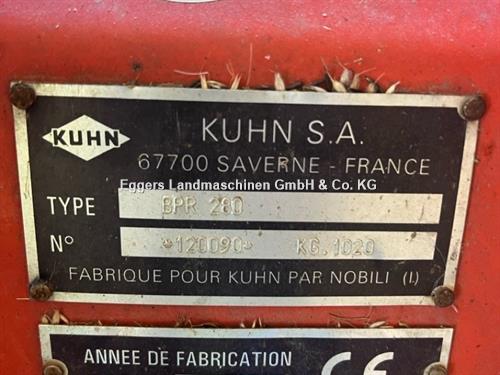 KUHN
KUHN S.A.
67700 SAVERNE - FRANCE
Eggers Landmaschinen GmbH & Co. KG
TYPE BPR 280
N° *120090* KG.1020
FABRIQUE POUR KUHN PAR NOBILI (I.)
ANNEE DE FABRICATION
CE